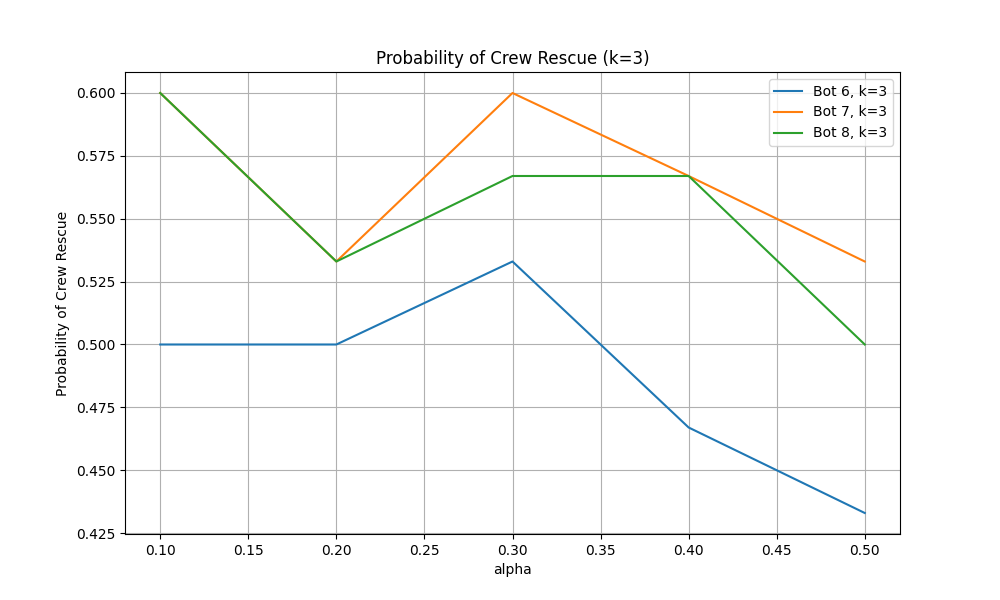 Probability of Crew Rescue (k=3)
Bot 6, k=3
Bot 7, k=3
Bot 8, k=3
Probability of Crew Rescue
0.600
0.575
0.550
0.525
0.500
0.475
0.450
0.425
0.10 0.15 0.20 0.25 0.30 0.35 0.40 0.45 0.50
alpha